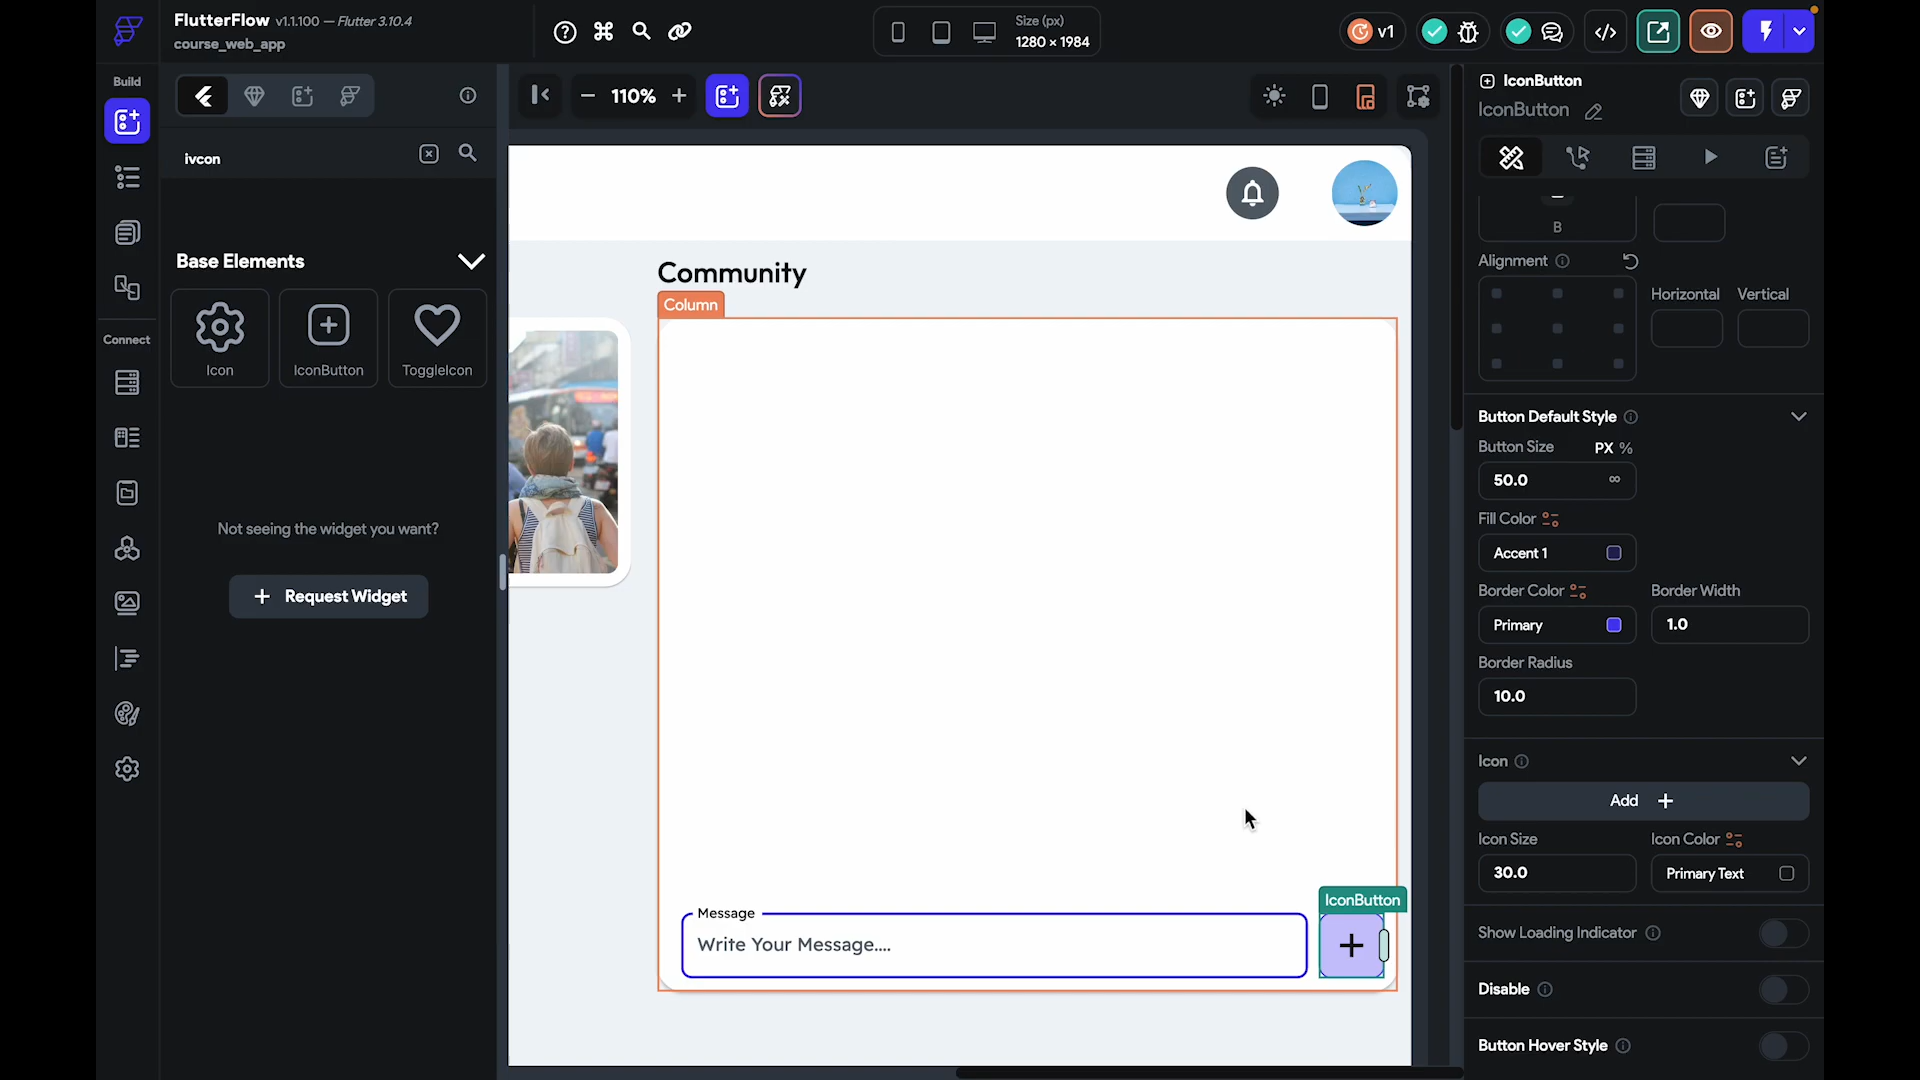 FlutterFlow v1.1.100 — Flutter 3.10.4
course_web_app
Size (px)
1280 × 1984
v1
Build
Connect
110%
ivcon
Base Elements
Icon
IconButton
ToggleIcon
Not seeing the widget you want?
Request Widget
Community
Column
Message
Write Your Message....
IconButton
IconButton
IconButton
B
Alignment
Horizontal
Vertical
Button Default Style
Button Size
PX %
50.0
∞
Fill Color
Accent 1
Border Color
Border Width
Primary
1.0
Border Radius
10.0
Icon
Add +
Icon Size
Icon Color
30.0
Primary Text
Show Loading Indicator
Disable
Button Hover Style